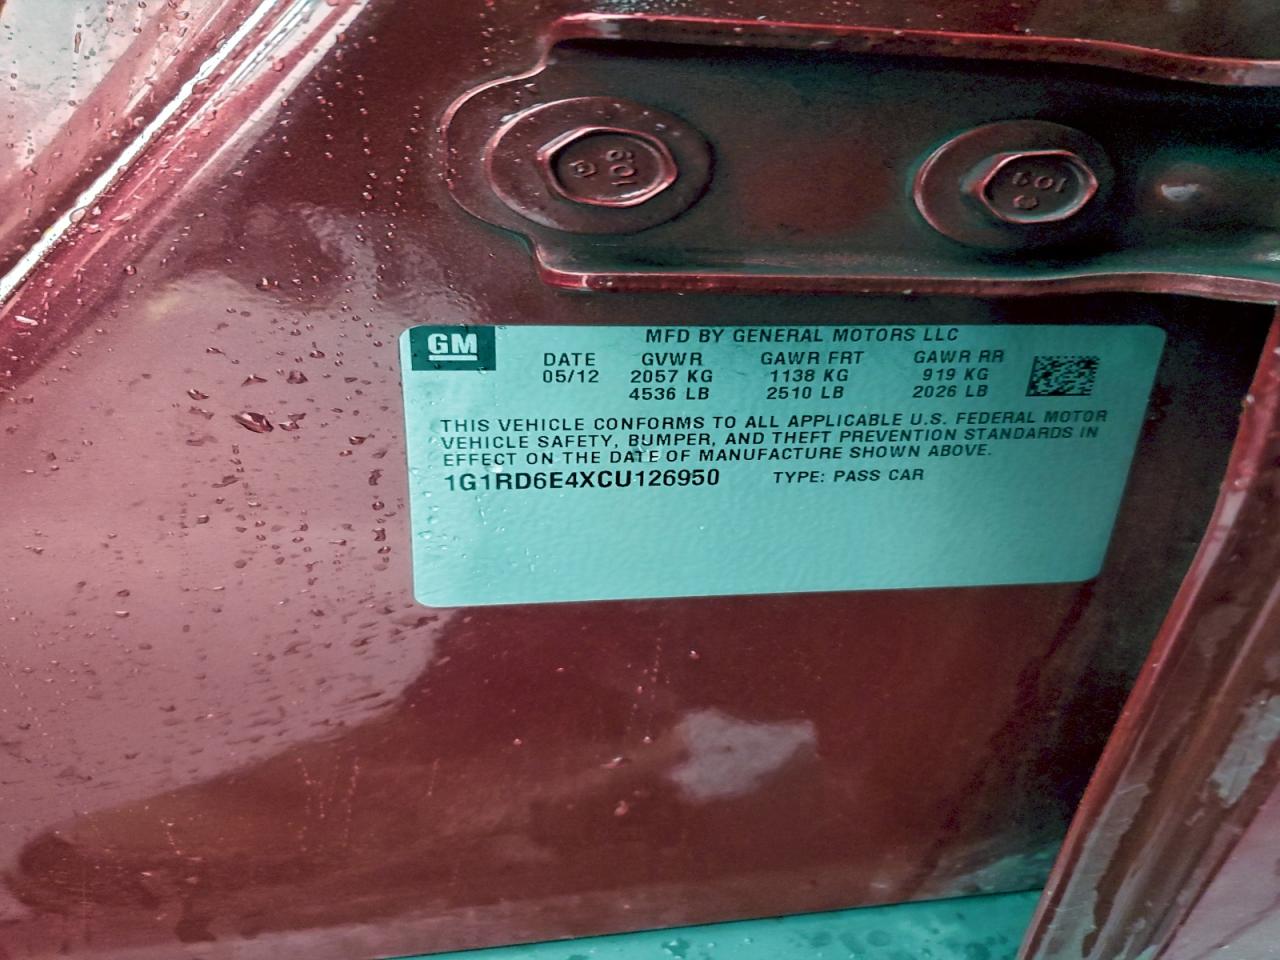 GM
MFD BY GENERAL MOTORS LLC
DATE GVWR GAWR FRT GAWR RR
05/12 2057 KG 1138 KG 919 KG
4536 LB 2510 LB 2026 LB
THIS VEHICLE CONFORMS TO ALL APPLICABLE U.S. FEDERAL MOTOR
VEHICLE SAFETY, BUMPER, AND THEFT PREVENTION STANDARDS IN
EFFECT ON THE DATE OF MANUFACTURE SHOWN ABOVE.
1G1RD6E4XCU126950 TYPE: PASS CAR